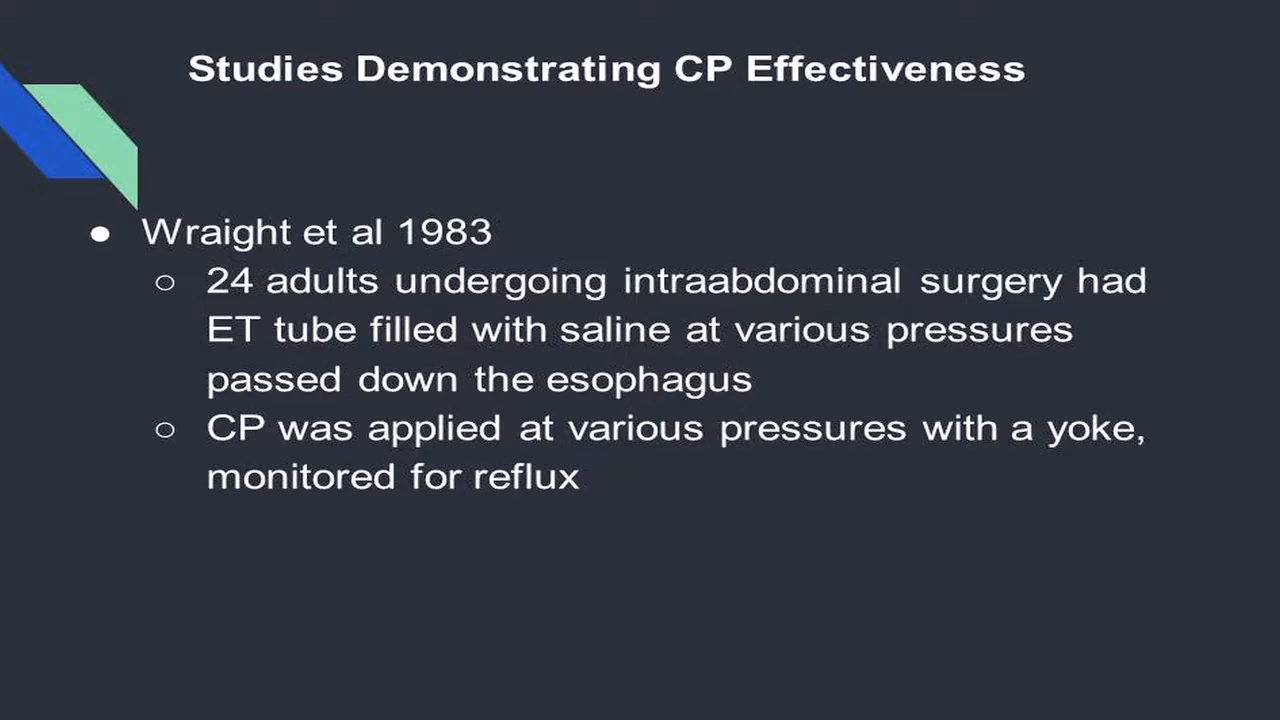 Studies Demonstrating CP Effectiveness
● Wraight et al 1983
○ 24 adults undergoing intraabdominal surgery had
ET tube filled with saline at various pressures
passed down the esophagus
○ CP was applied at various pressures with a yoke,
monitored for reflux